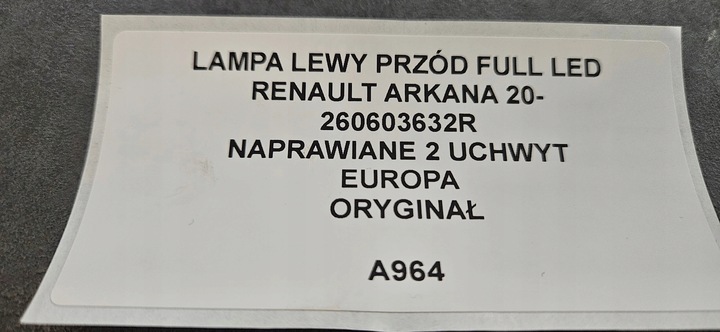 LAMPA LEWY PRZÓD FULL LED
RENAULT ARKANA 20-
260603632R
NAPRAWIANE 2 UCHWYT
EUROPA
ORYGINAŁ
A964